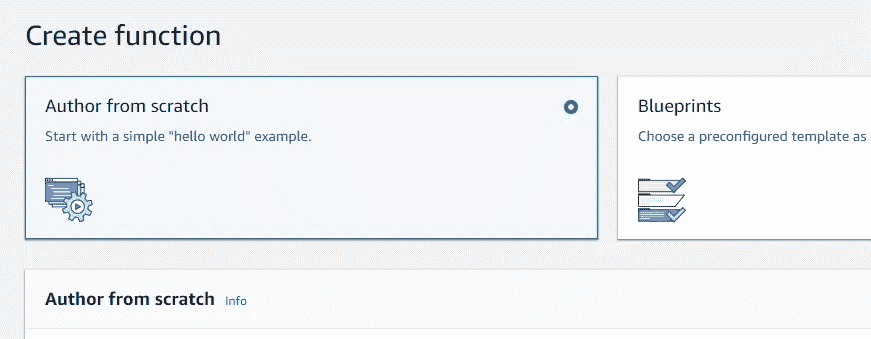 Create function
Author from scratch
Start with a simple "hello world" example.
Blueprints
Choose a preconfigured template as
Author from scratch Info